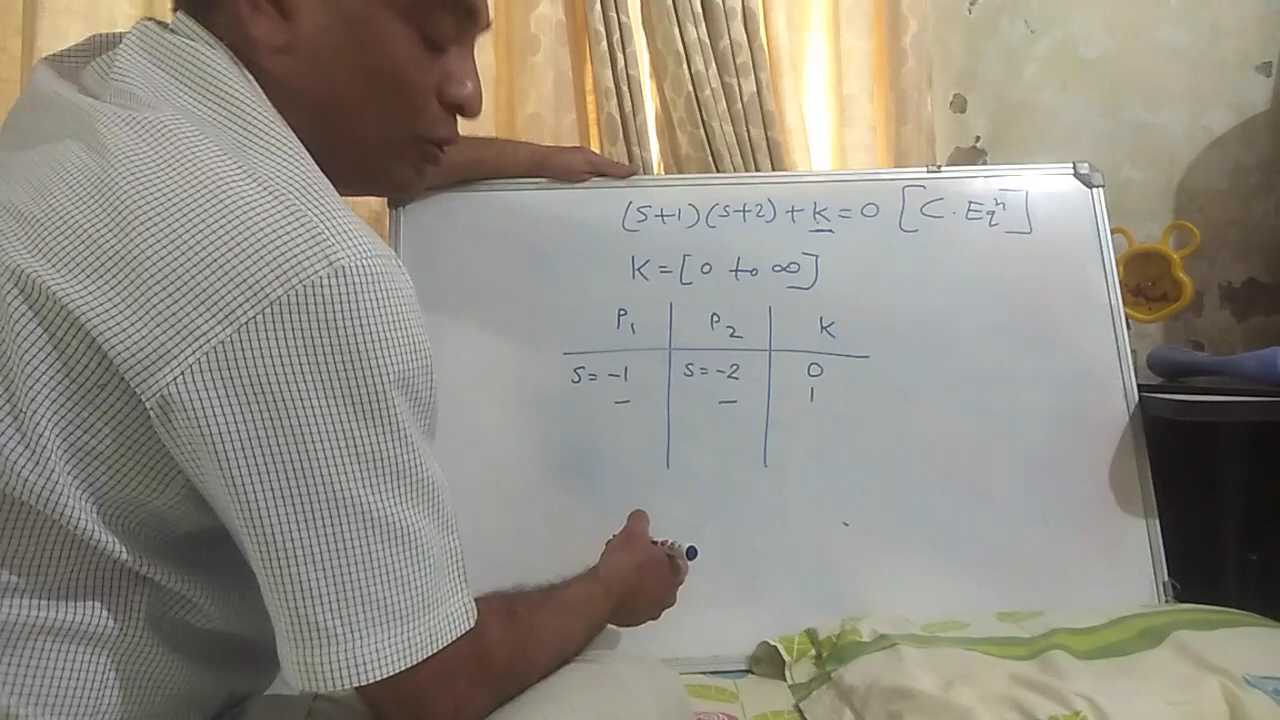 (S+1)(S+2)+k=0 [C. Eqⁿ]
K=[0 to ∞]
P₁ P₂ K
S=-1 S=-2 0
— — 1